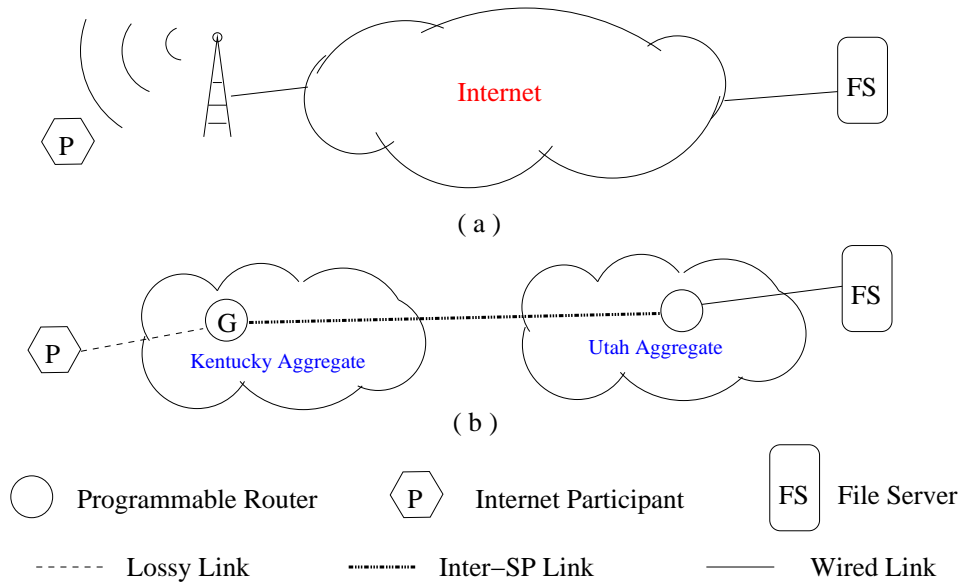 Internet
FS
P
( a )
FS
G
P
Kentucky Aggregate
Utah Aggregate
( b )
Programmable Router
P
Internet Participant
FS
File Server
Lossy Link
Inter−SP Link
Wired Link